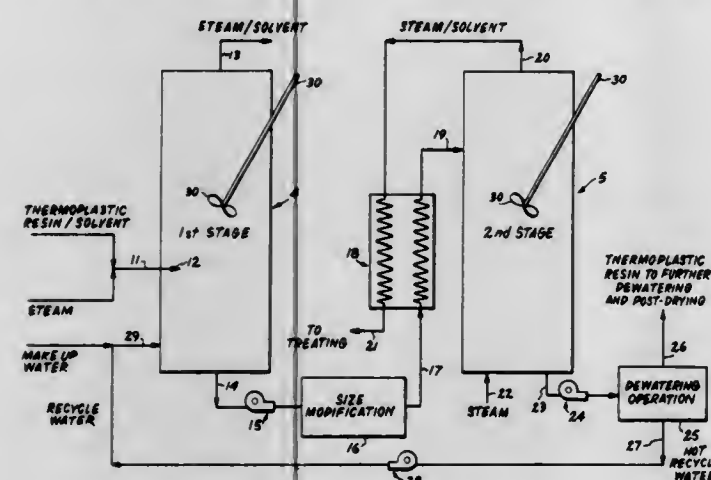 STEAM/SOLVENT
STEAM/SOLVENT
13
20
30
30
19
THERMOPLASTIC
RESIN/SOLVENT
30
1st STAGE
30
2nd STAGE
5
18
11
12
THERMOPLASTIC
RESIN TO FURTHER
DEWATERING
AND POST-DRYING
STEAM
TO
TREATING
21
17
29
MAKE UP
WATER
14
26
22
23
STEAM
24
SIZE
MODIFICATION
DEWATERING
OPERATION
RECYCLE
WATER
15
16
27
25
HOT
RECYCLE
WATER